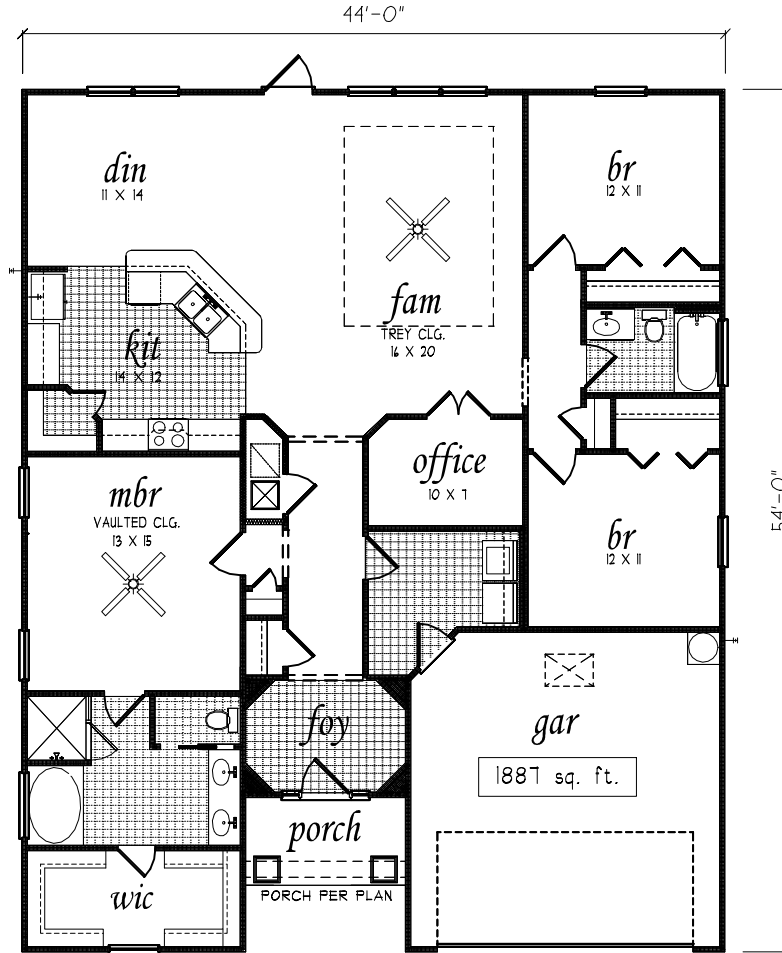 44'-0"
din
11 X 14
br
12 X 11
fam
TREY CLG.
16 X 20
kit
14 X 12
office
10 X 7
mbr
VAULTED CLG.
13 X 15
54'-0"
br
12 X 11
foy
gar
1887 sq. ft.
porch
wic
PORCH PER PLAN